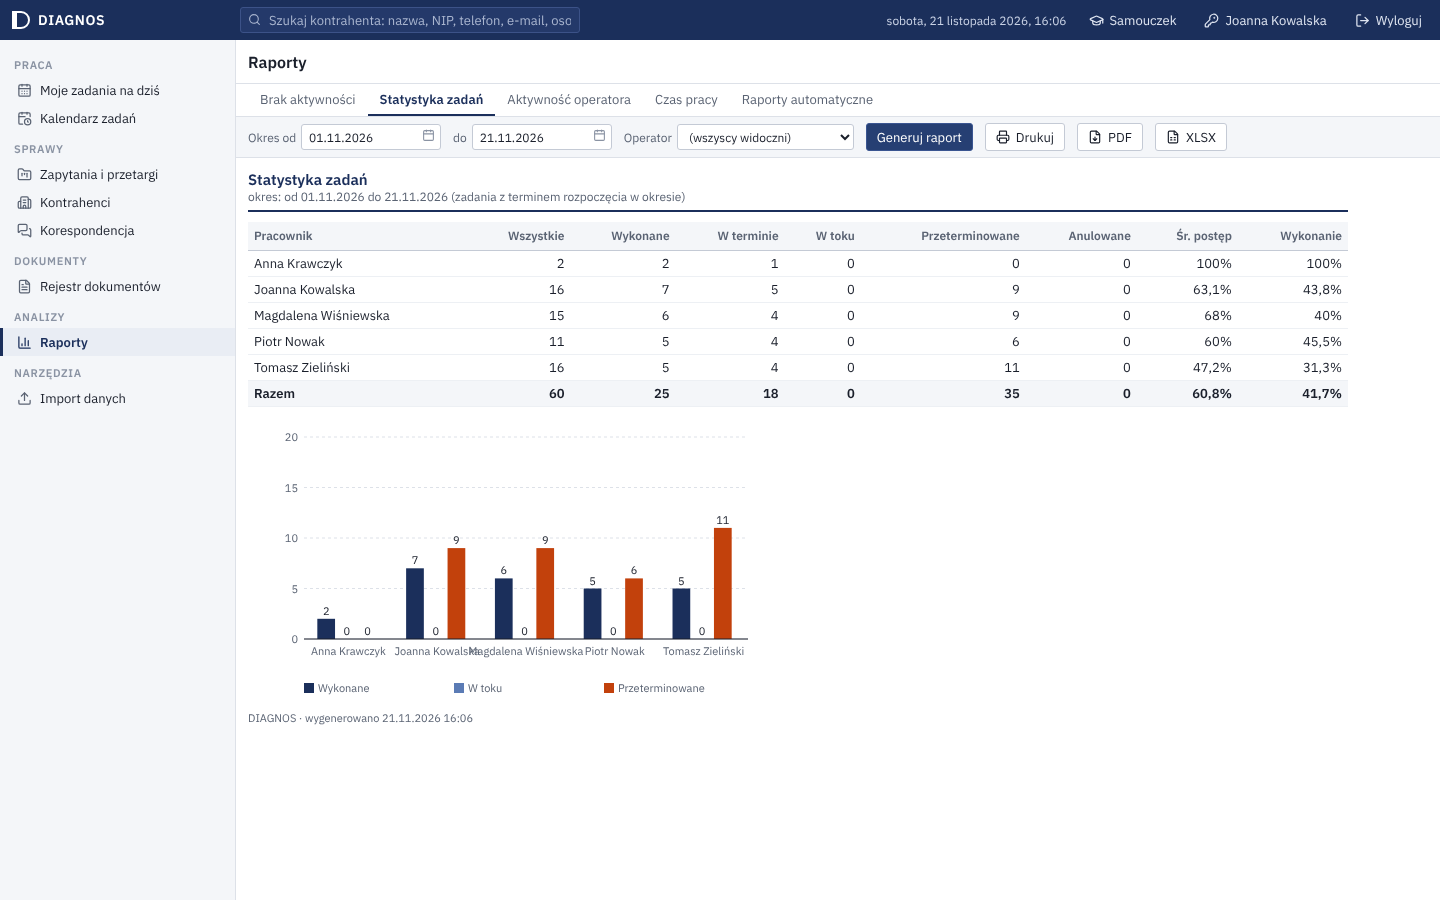 DIAGNOS
Szukaj kontrahenta: nazwa, NIP, telefon, e-mail, oso
sobota, 21 listopada 2026, 16:06
Samouczek
Joanna Kowalska
Wyloguj
PRACA
Moje zadania na dziś
Kalendarz zadań
SPRAWY
Zapytania i przetargi
Kontrahenci
Korespondencja
DOKUMENTY
Rejestr dokumentów
ANALIZY
Raporty
NARZĘDZIA
Import danych
Raporty
Brak aktywności Statystyka zadań Aktywność operatora Czas pracy Raporty automatyczne
Okres od 01.11.2026 do 21.11.2026 Operator (wszyscy widoczni) Generuj raport Drukuj PDF XLSX
Statystyka zadań
okres: od 01.11.2026 do 21.11.2026 (zadania z terminem rozpoczęcia w okresie)
Pracownik Wszystkie Wykonane W terminie W toku Przeterminowane Anulowane Śr. postęp Wykonanie
Anna Krawczyk 2 2 1 0 0 0 100% 100%
Joanna Kowalska 16 7 5 0 9 0 63,1% 43,8%
Magdalena Wiśniewska 15 6 4 0 9 0 68% 40%
Piotr Nowak 11 5 4 0 6 0 60% 45,5%
Tomasz Zieliński 16 5 4 0 11 0 47,2% 31,3%
Razem 60 25 18 0 35 0 60,8% 41,7%
20
15
10
5
0
2 0 0 7 0 9 6 0 9 5 0 6 5 0 11
Anna Krawczyk Joanna Kowalska Magdalena Wiśniewska Piotr Nowak Tomasz Zieliński
Wykonane W toku Przeterminowane
DIAGNOS · wygenerowano 21.11.2026 16:06